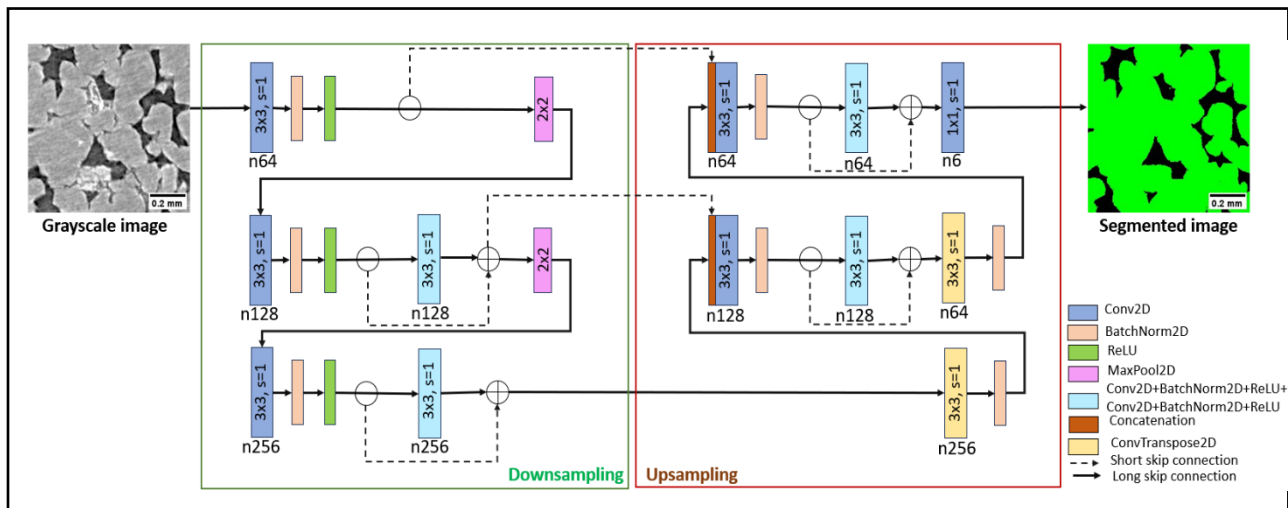 3x3, s=1
n64
2x2
3x3, s=1
n64
3x3, s=1
n64
1x1, s=1
n6
0.2 mm
Grayscale image
0.2 mm
Segmented image
3x3, s=1
n128
3x3, s=1
n128
2x2
3x3, s=1
n128
3x3, s=1
n128
3x3, s=1
n64
3x3, s=1
n256
3x3, s=1
n256
3x3, s=1
n256
Downsampling
Upsampling
Conv2D
BatchNorm2D
ReLU
MaxPool2D
Conv2D+BatchNorm2D+ReLU+
Conv2D+BatchNorm2D+ReLU
Concatenation
ConvTranspose2D
Short skip connection
Long skip connection